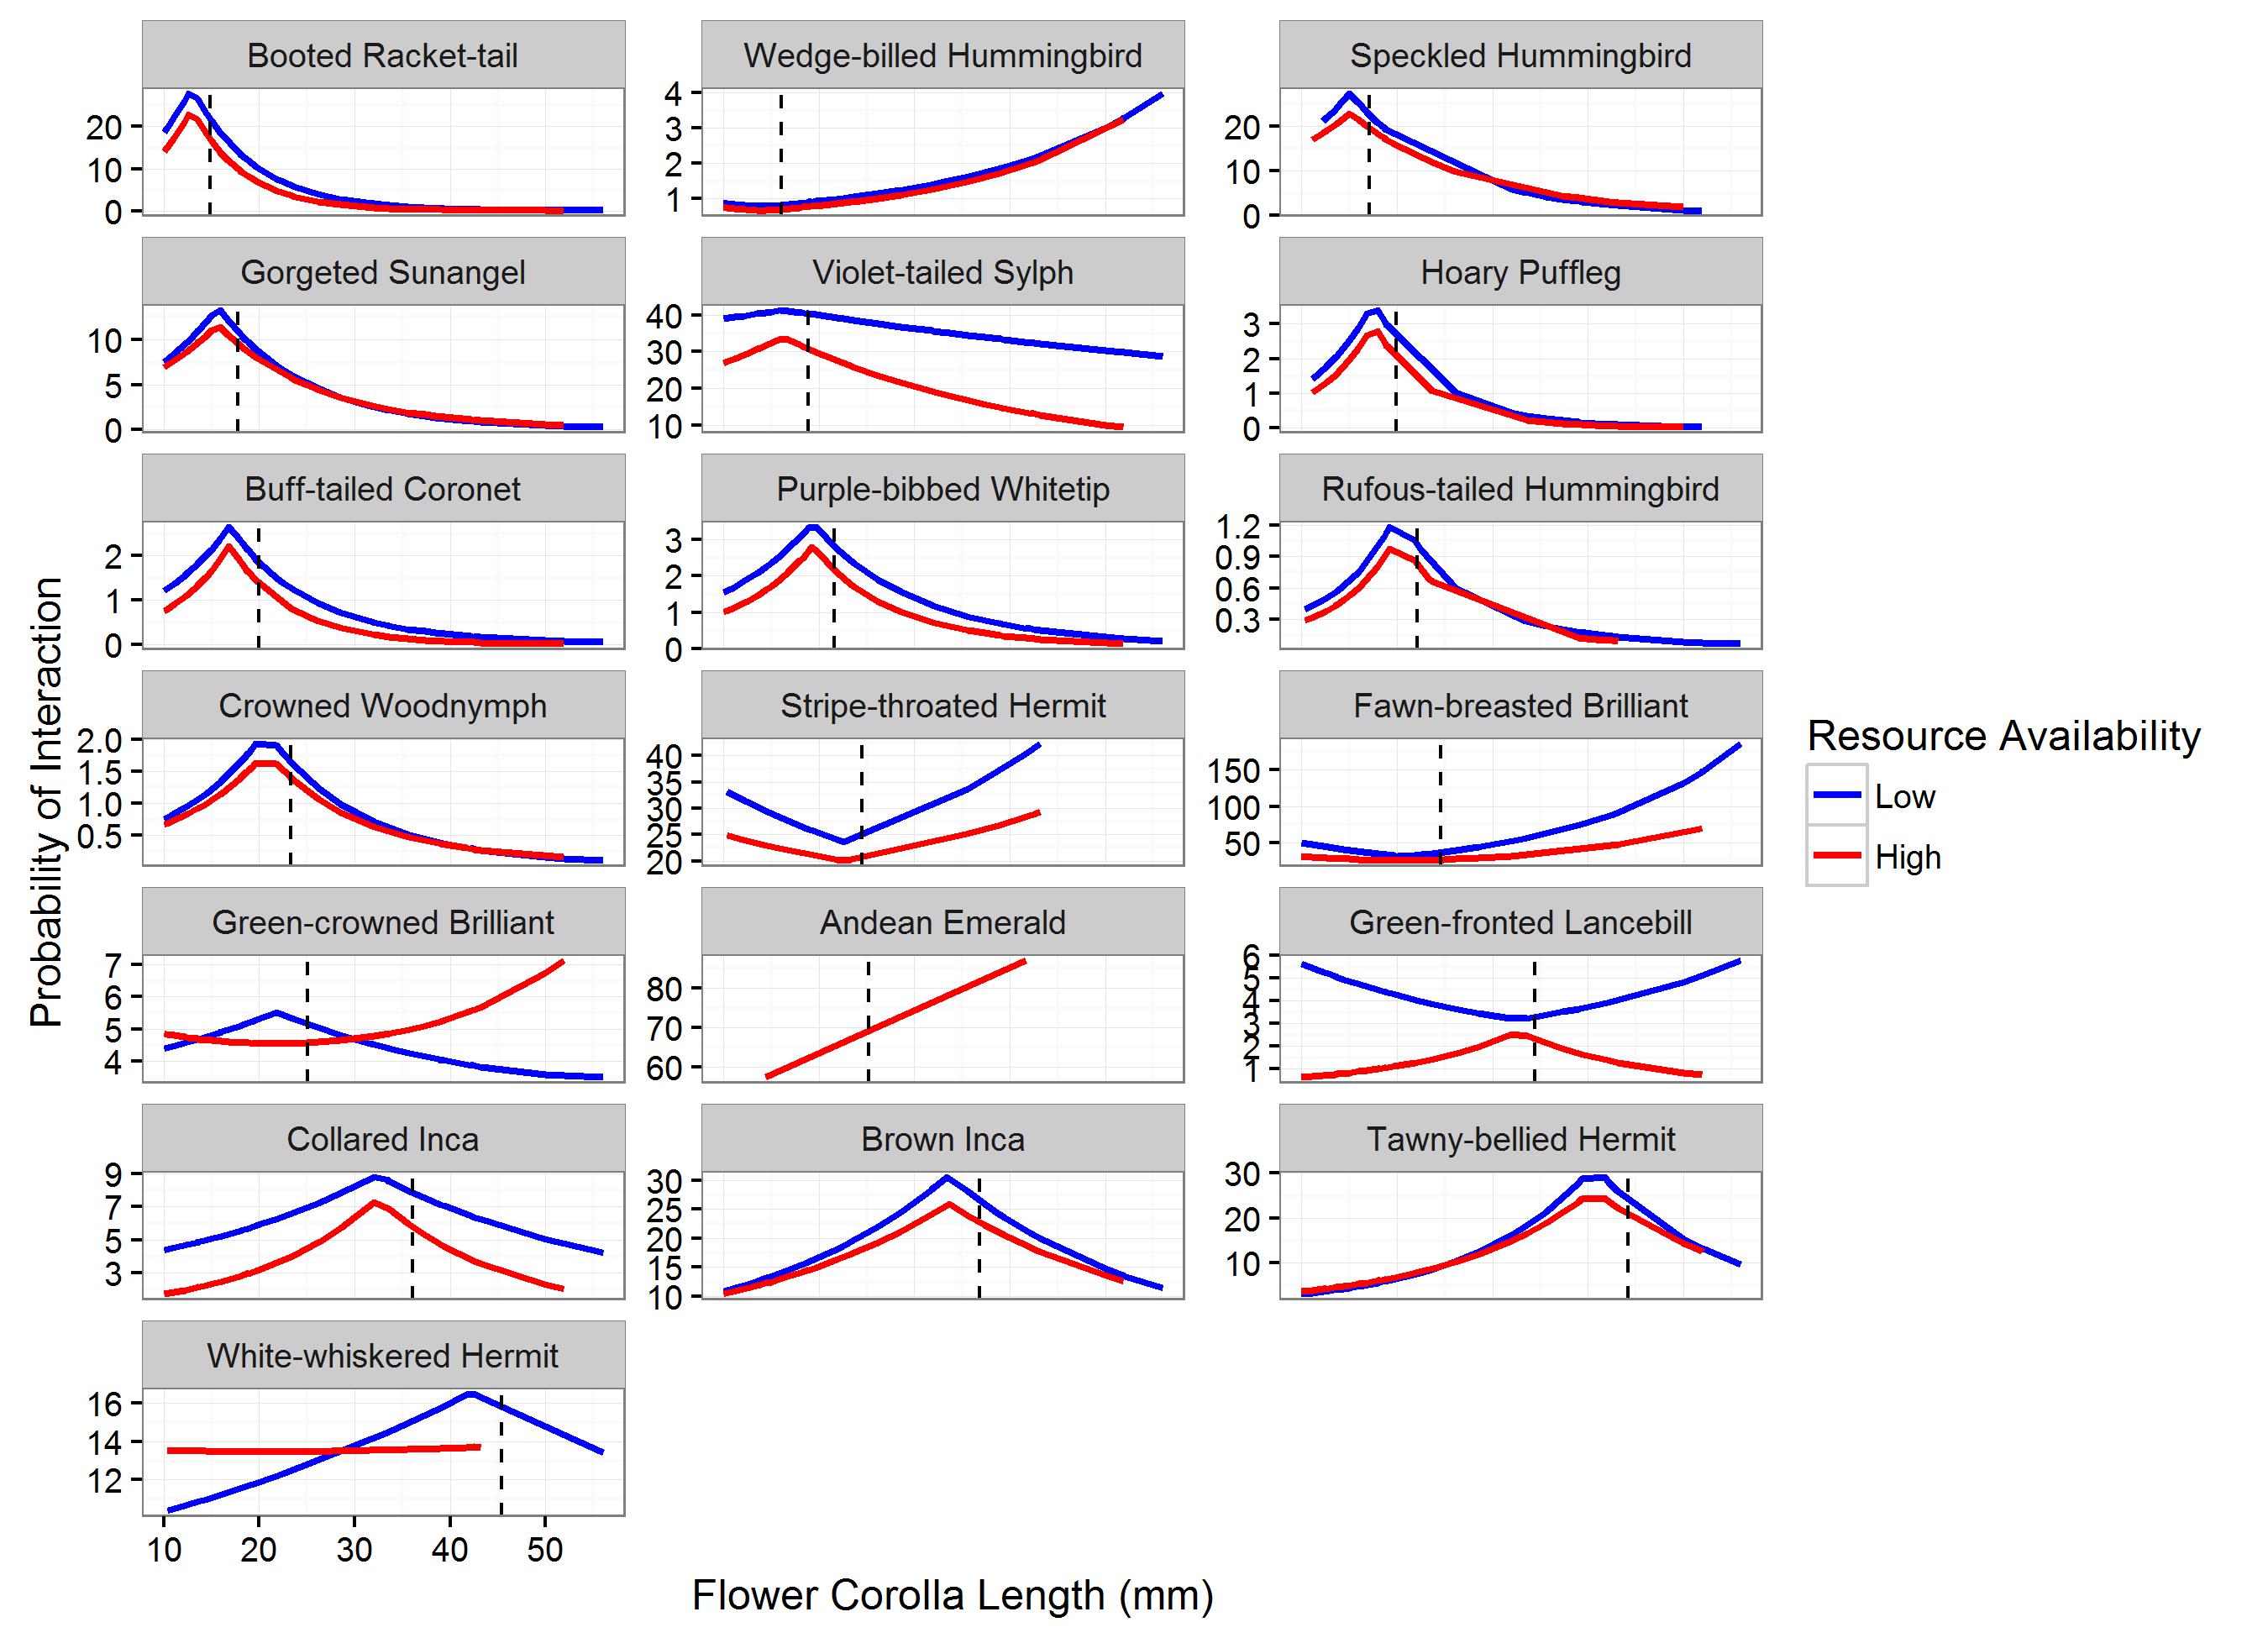 Booted Racket-tail
Wedge-billed Hummingbird
Speckled Hummingbird
20
10
0
4
3
2
1
20
10
0
Gorgeted Sunangel
Violet-tailed Sylph
Hoary Puffleg
10
5
0
40
30
20
10
3
2
1
0
Buff-tailed Coronet
Purple-bibbed Whitetip
Rufous-tailed Hummingbird
2
1
0
3
2
1
0
1.2
0.9
0.6
0.3
Crowned Woodnymph
Stripe-throated Hermit
Fawn-breasted Brilliant
2.0
1.5
1.0
0.5
40
35
30
25
20
150
100
50
Green-crowned Brilliant
Andean Emerald
Green-fronted Lancebill
7
6
5
4
80
70
60
6
5
4
3
2
1
Collared Inca
Brown Inca
Tawny-bellied Hermit
9
7
5
3
30
25
20
15
10
30
20
10
White-whiskered Hermit
16
14
12
10 20 30 40 50
Flower Corolla Length (mm)
Probability of Interaction
Resource Availability
Low
High